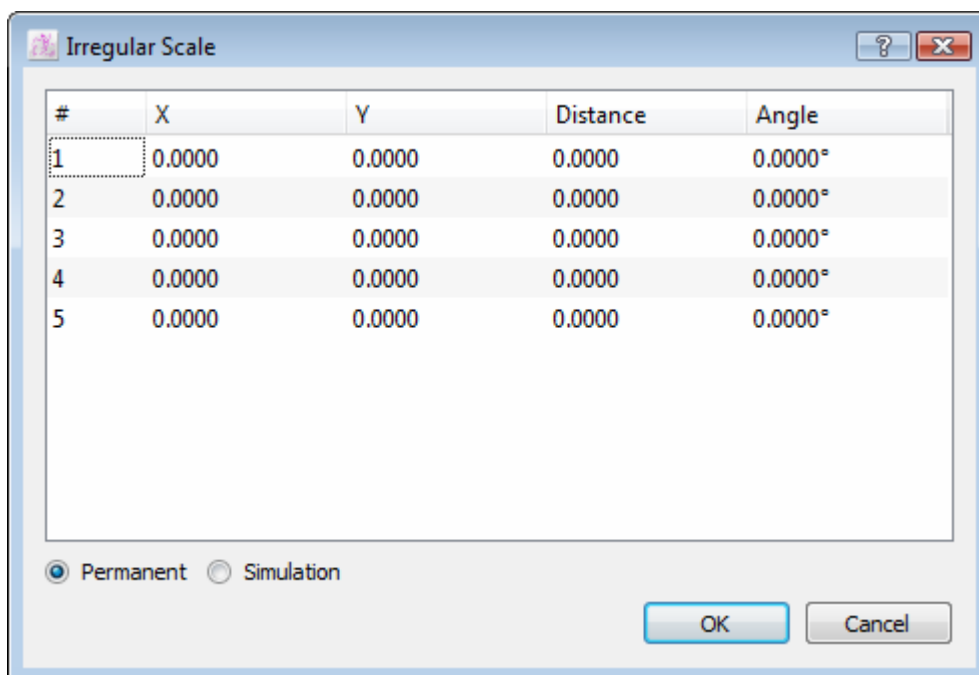 Irregular Scale
# X Y Distance Angle
1 0.0000 0.0000 0.0000 0.0000°
2 0.0000 0.0000 0.0000 0.0000°
3 0.0000 0.0000 0.0000 0.0000°
4 0.0000 0.0000 0.0000 0.0000°
5 0.0000 0.0000 0.0000 0.0000°
Permanent Simulation
OK Cancel